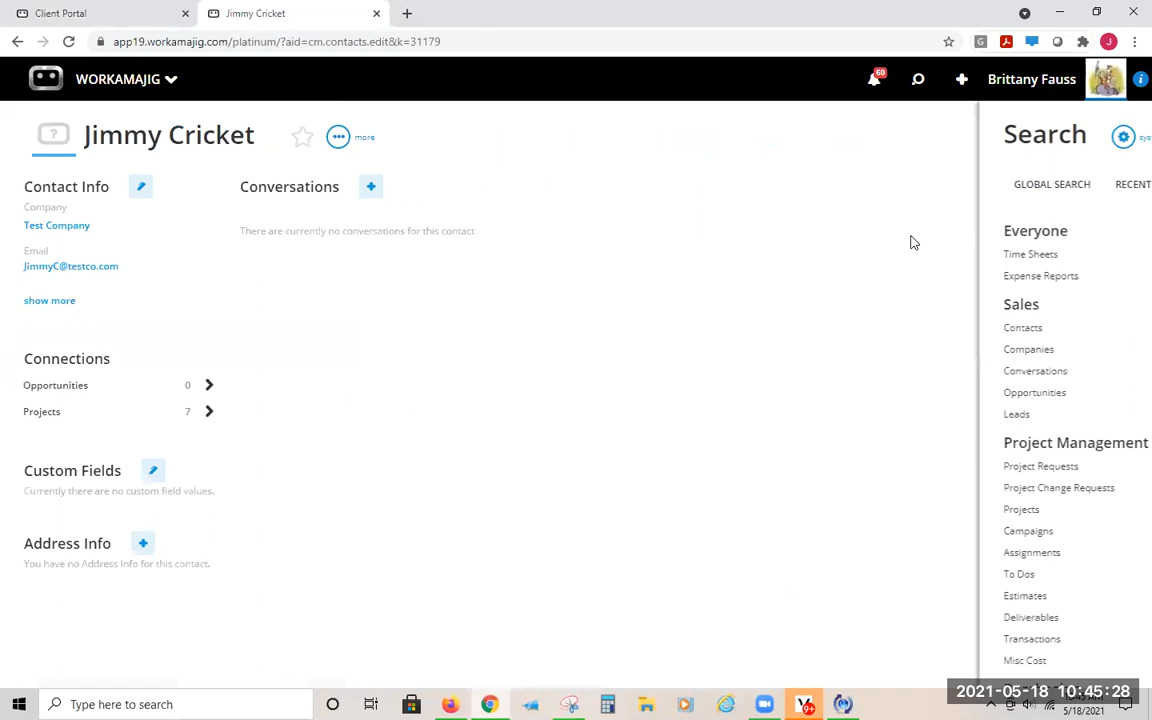 Client Portal
Jimmy Cricket
app19.workamajig.com/platinum/?aid=cm.contacts.edit&k=31179
G
J
WORKAMAJIG
60
Brittany Fauss
i
?
Jimmy Cricket
more
Search
sys
Contact Info
Conversations
GLOBAL SEARCH
RECENT
Company
Test Company
There are currently no conversations for this contact
Everyone
Email
Time Sheets
JimmyC@testco.com
Expense Reports
show more
Sales
Contacts
Companies
Connections
Conversations
Opportunities 0
Opportunities
Projects 7
Leads
Project Management
Custom Fields
Project Requests
Currently there are no custom field values.
Project Change Requests
Projects
Campaigns
Address Info
Assignments
You have no Address Info for this contact.
To Dos
Estimates
Deliverables
Transactions
Misc Cost
2021-05-18 10:45:28
Type here to search
9+
5/18/2021